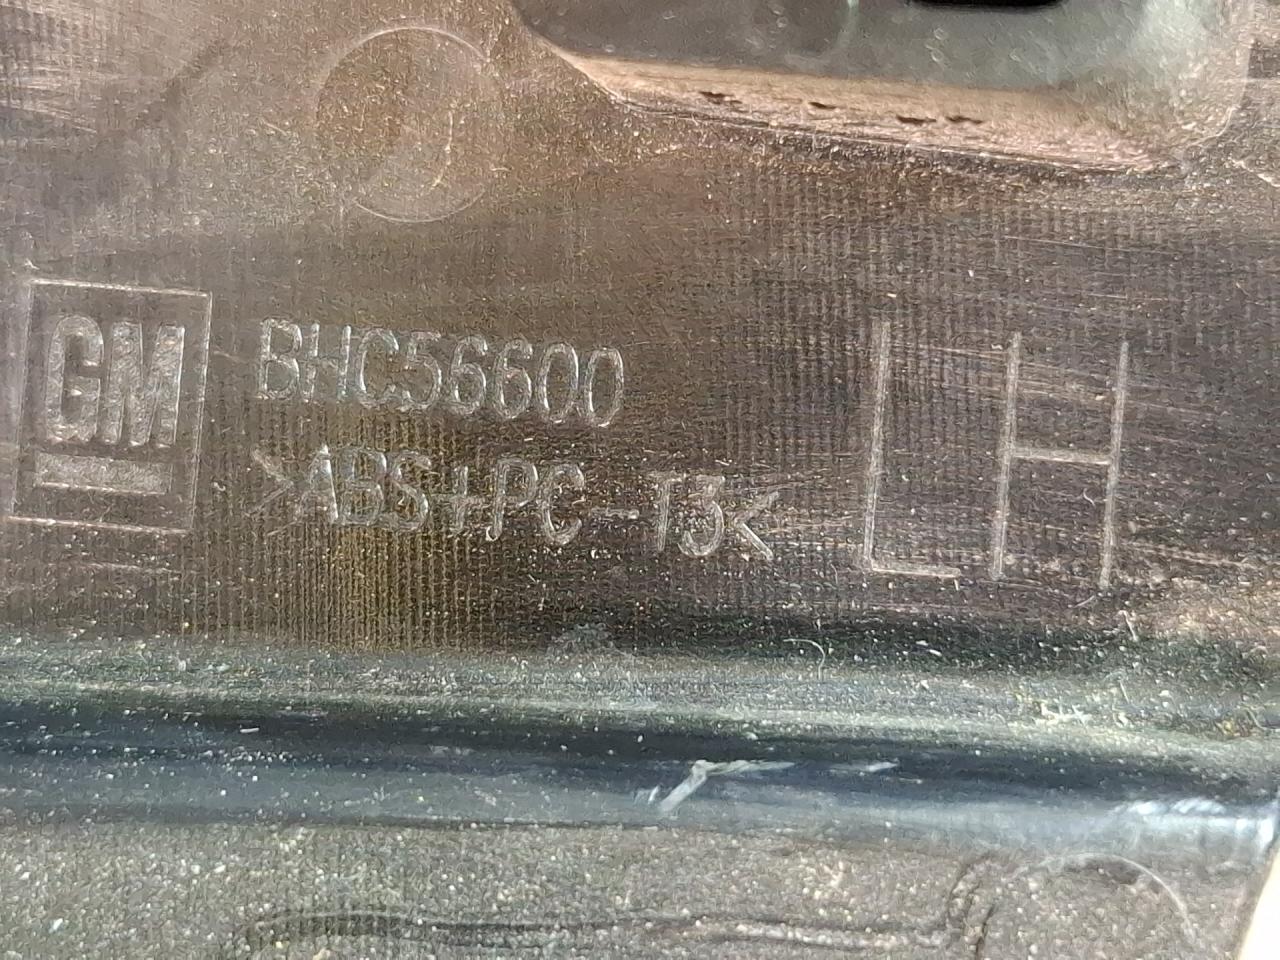 GM
BHC56600
>ABS+PC-T3<
LH